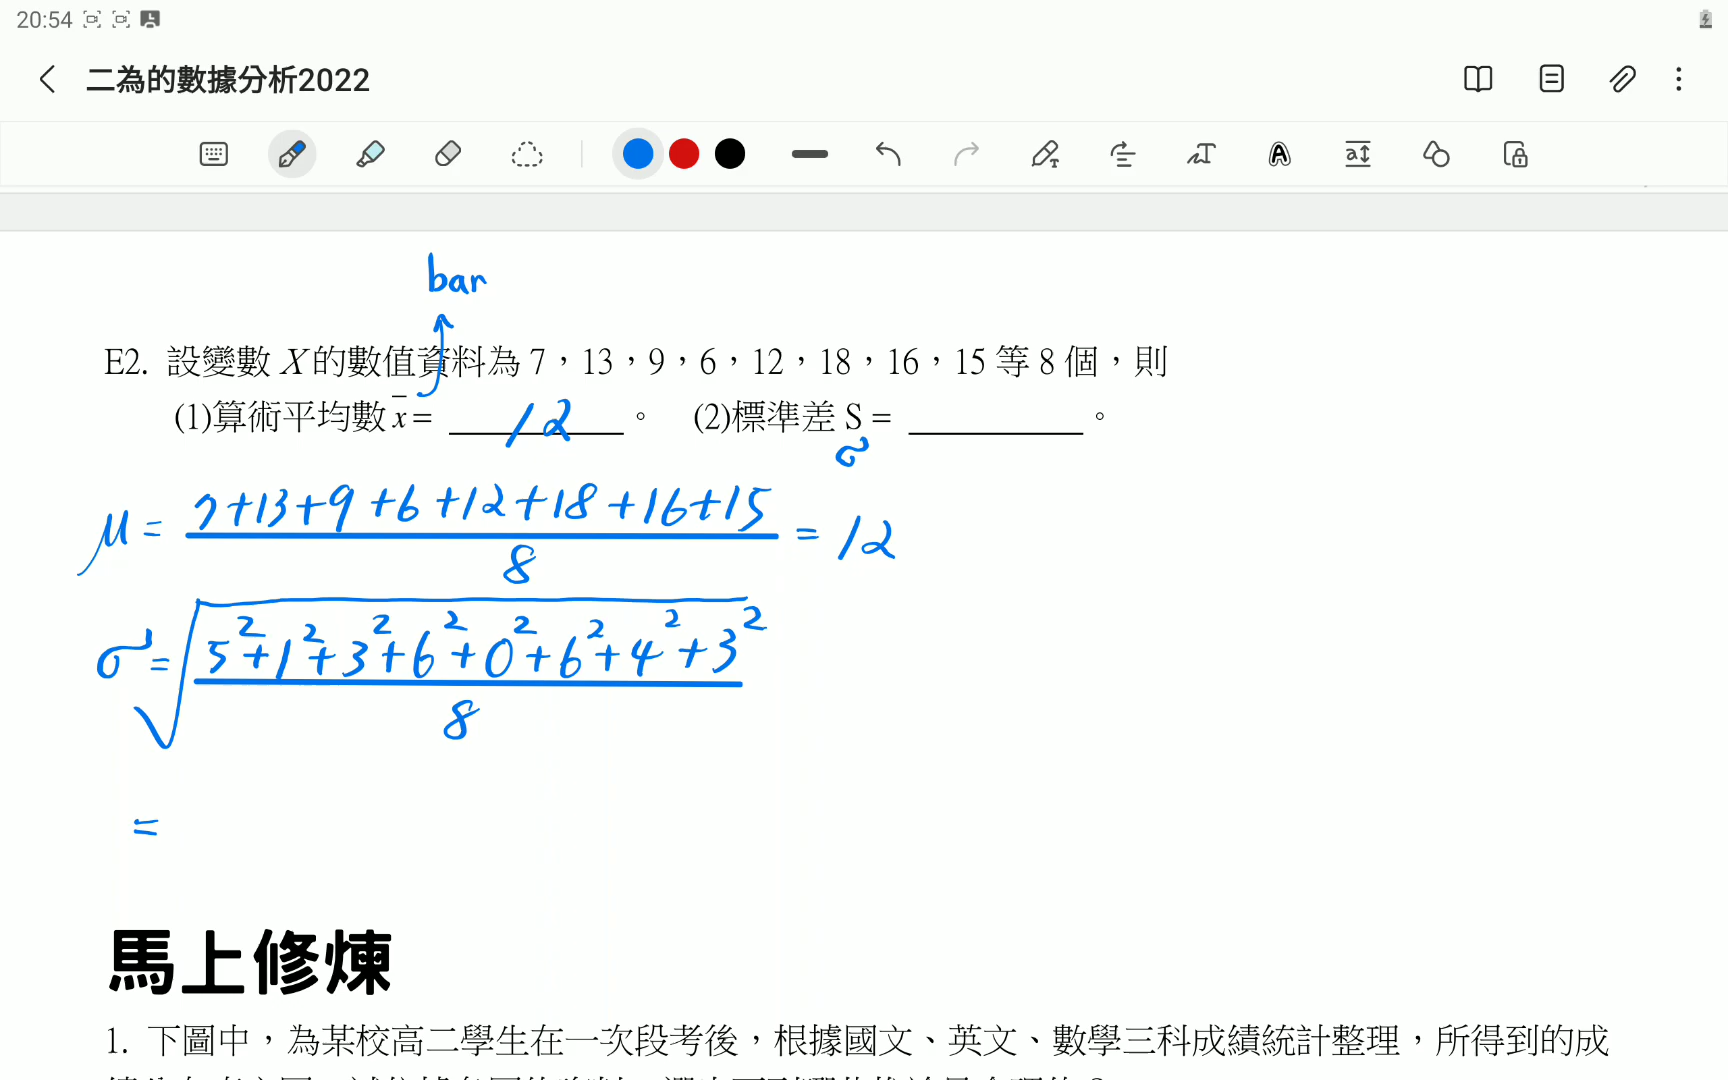 20:54
二為的數據分析2022
bar
E2. 設變數 X 的數值資料為 7，13，9，6，12，18，16，15 等 8 個，則
(1)算術平均數 x̄ = 12 。 (2)標準差 S = ________ 。
σ
μ = (7+13+9+6+12+18+16+15)/8 = 12
σ = √((5²+1²+3²+6²+0²+6²+4²+3²)/8)
=
馬上修煉
1. 下圖中，為某校高二學生在一次段考後，根據國文、英文、數學三科成績統計整理，所得到的成